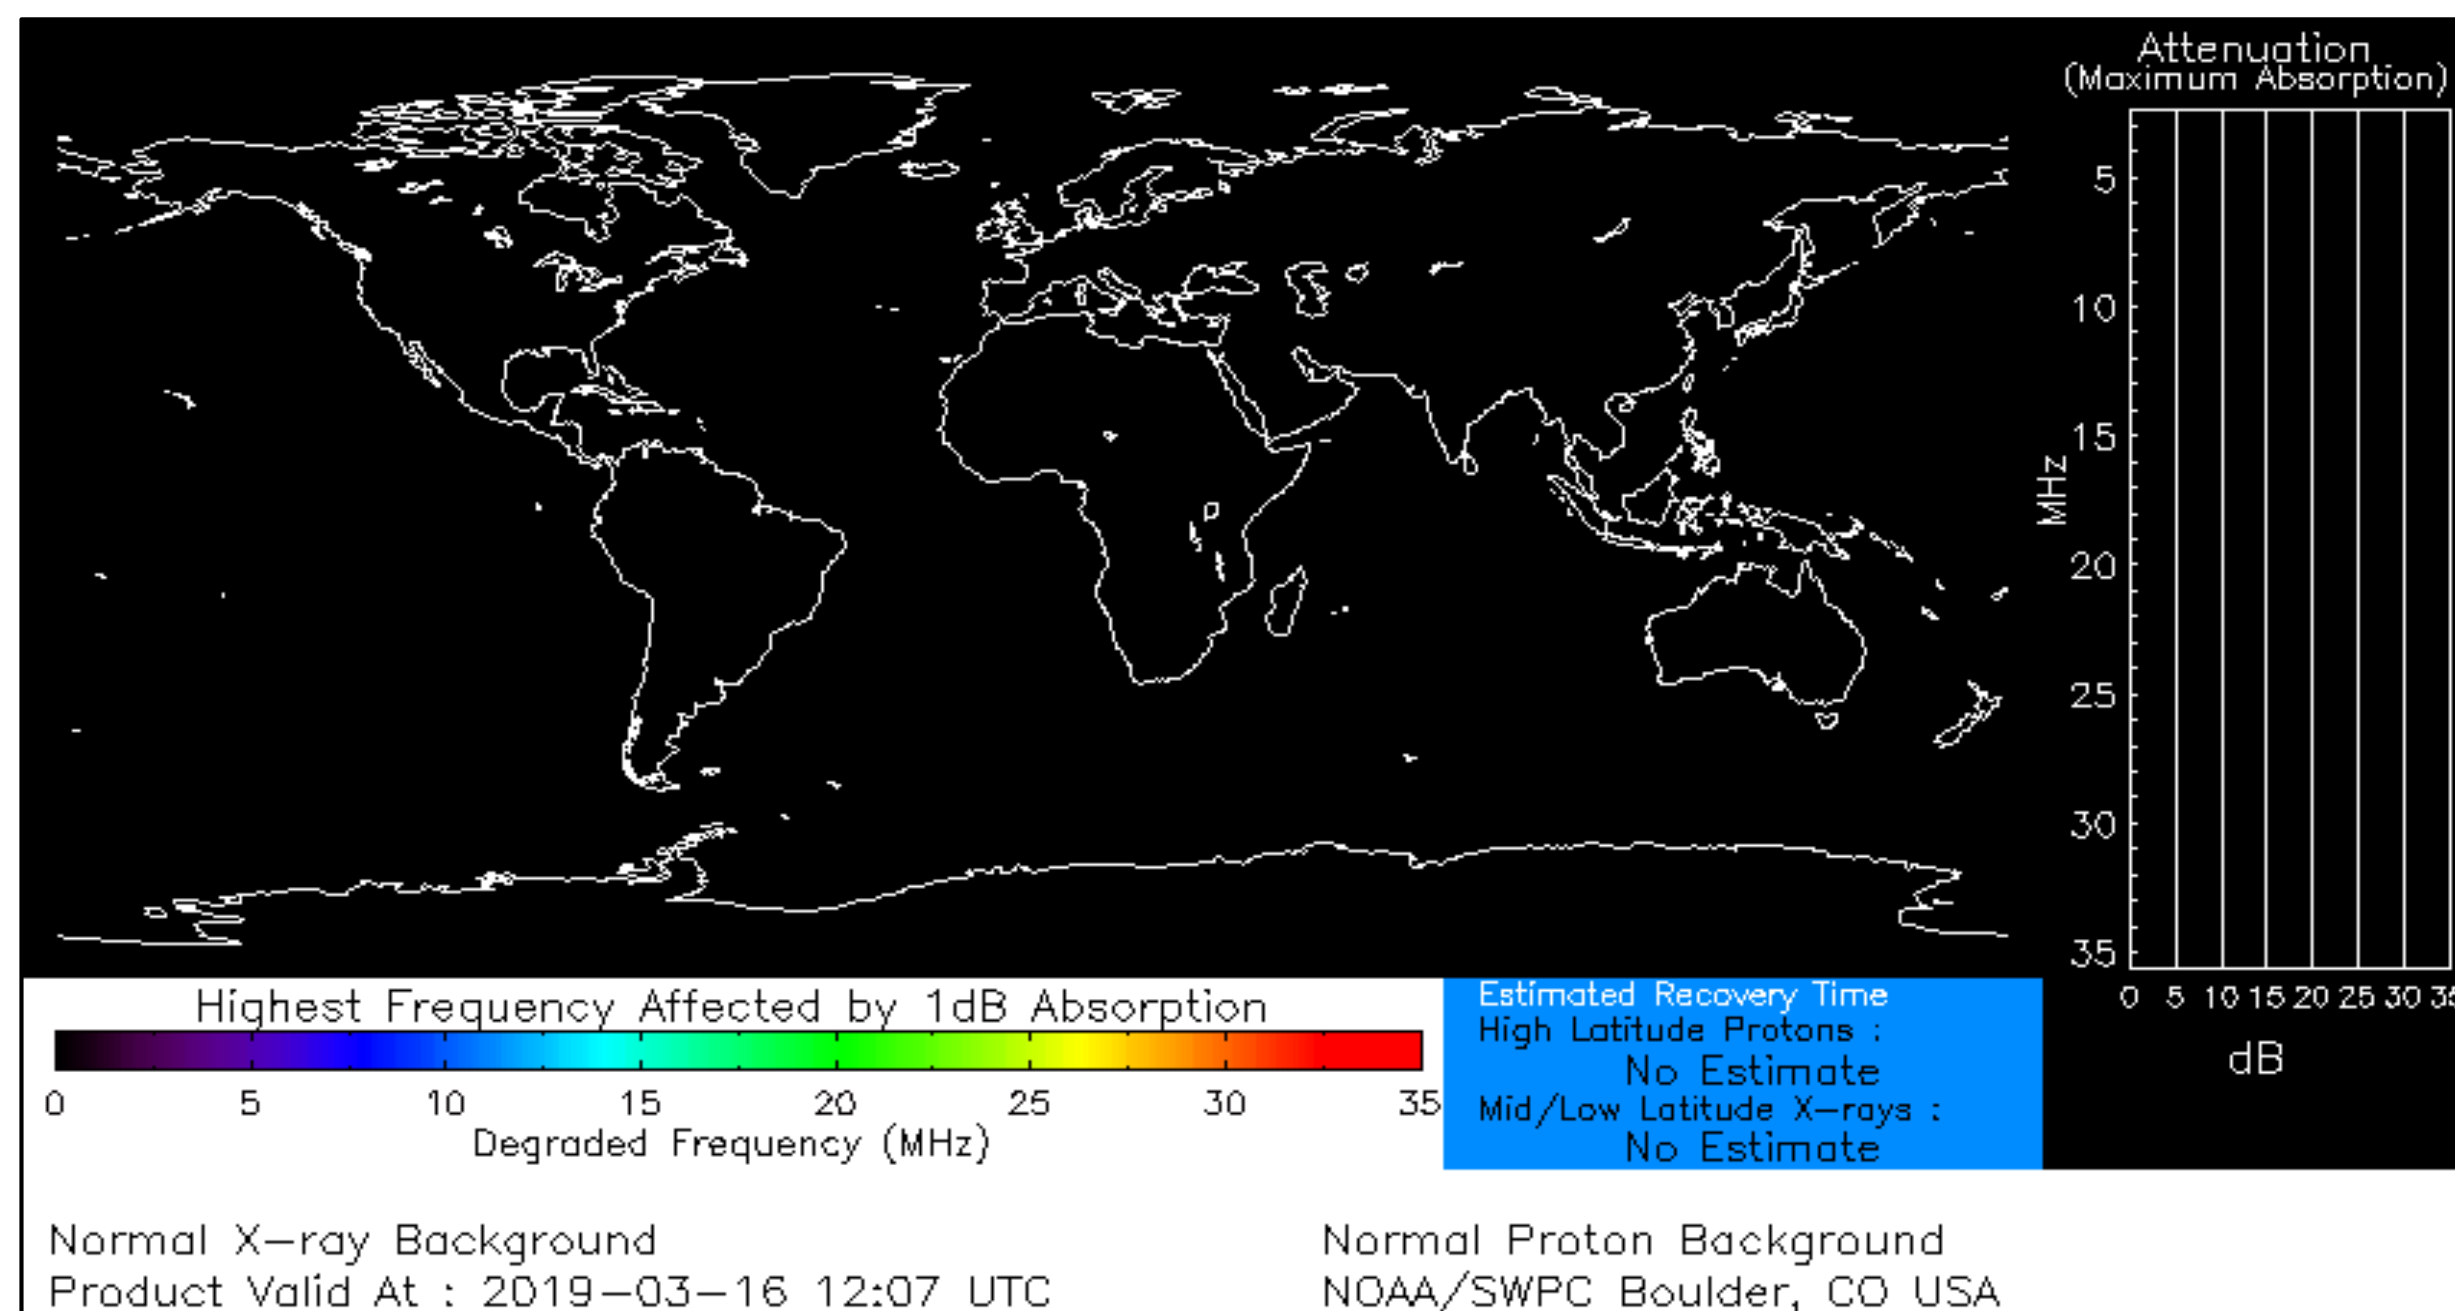 Attenuation
(Maximum Absorption)
5
10
15
20
25
30
35
MHz
0 5 10 15 20 25 30 35
dB
Highest Frequency Affected by 1dB Absorption
0 5 10 15 20 25 30 35
Degraded Frequency (MHz)
Estimated Recovery Time
High Latitude Protons :
No Estimate
Mid/Low Latitude X-rays :
No Estimate
Normal X-ray Background
Normal Proton Background
Product Valid At : 2019-03-16 12:07 UTC
NOAA/SWPC Boulder, CO USA